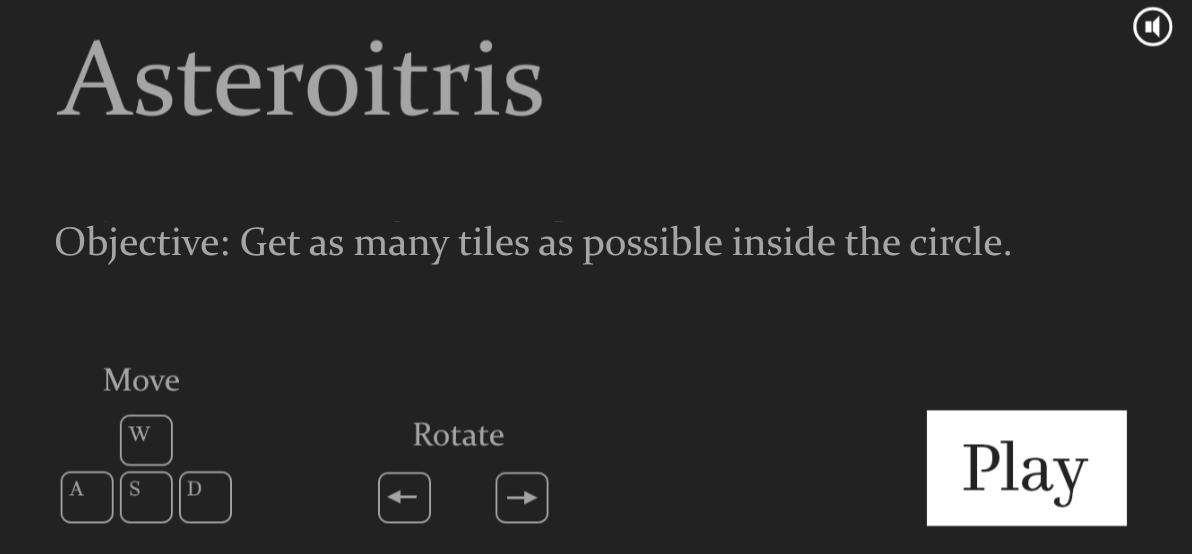 Asteroitris
Objective: Get as many tiles as possible inside the circle.
Move
W
A S D
Rotate
← →
Play